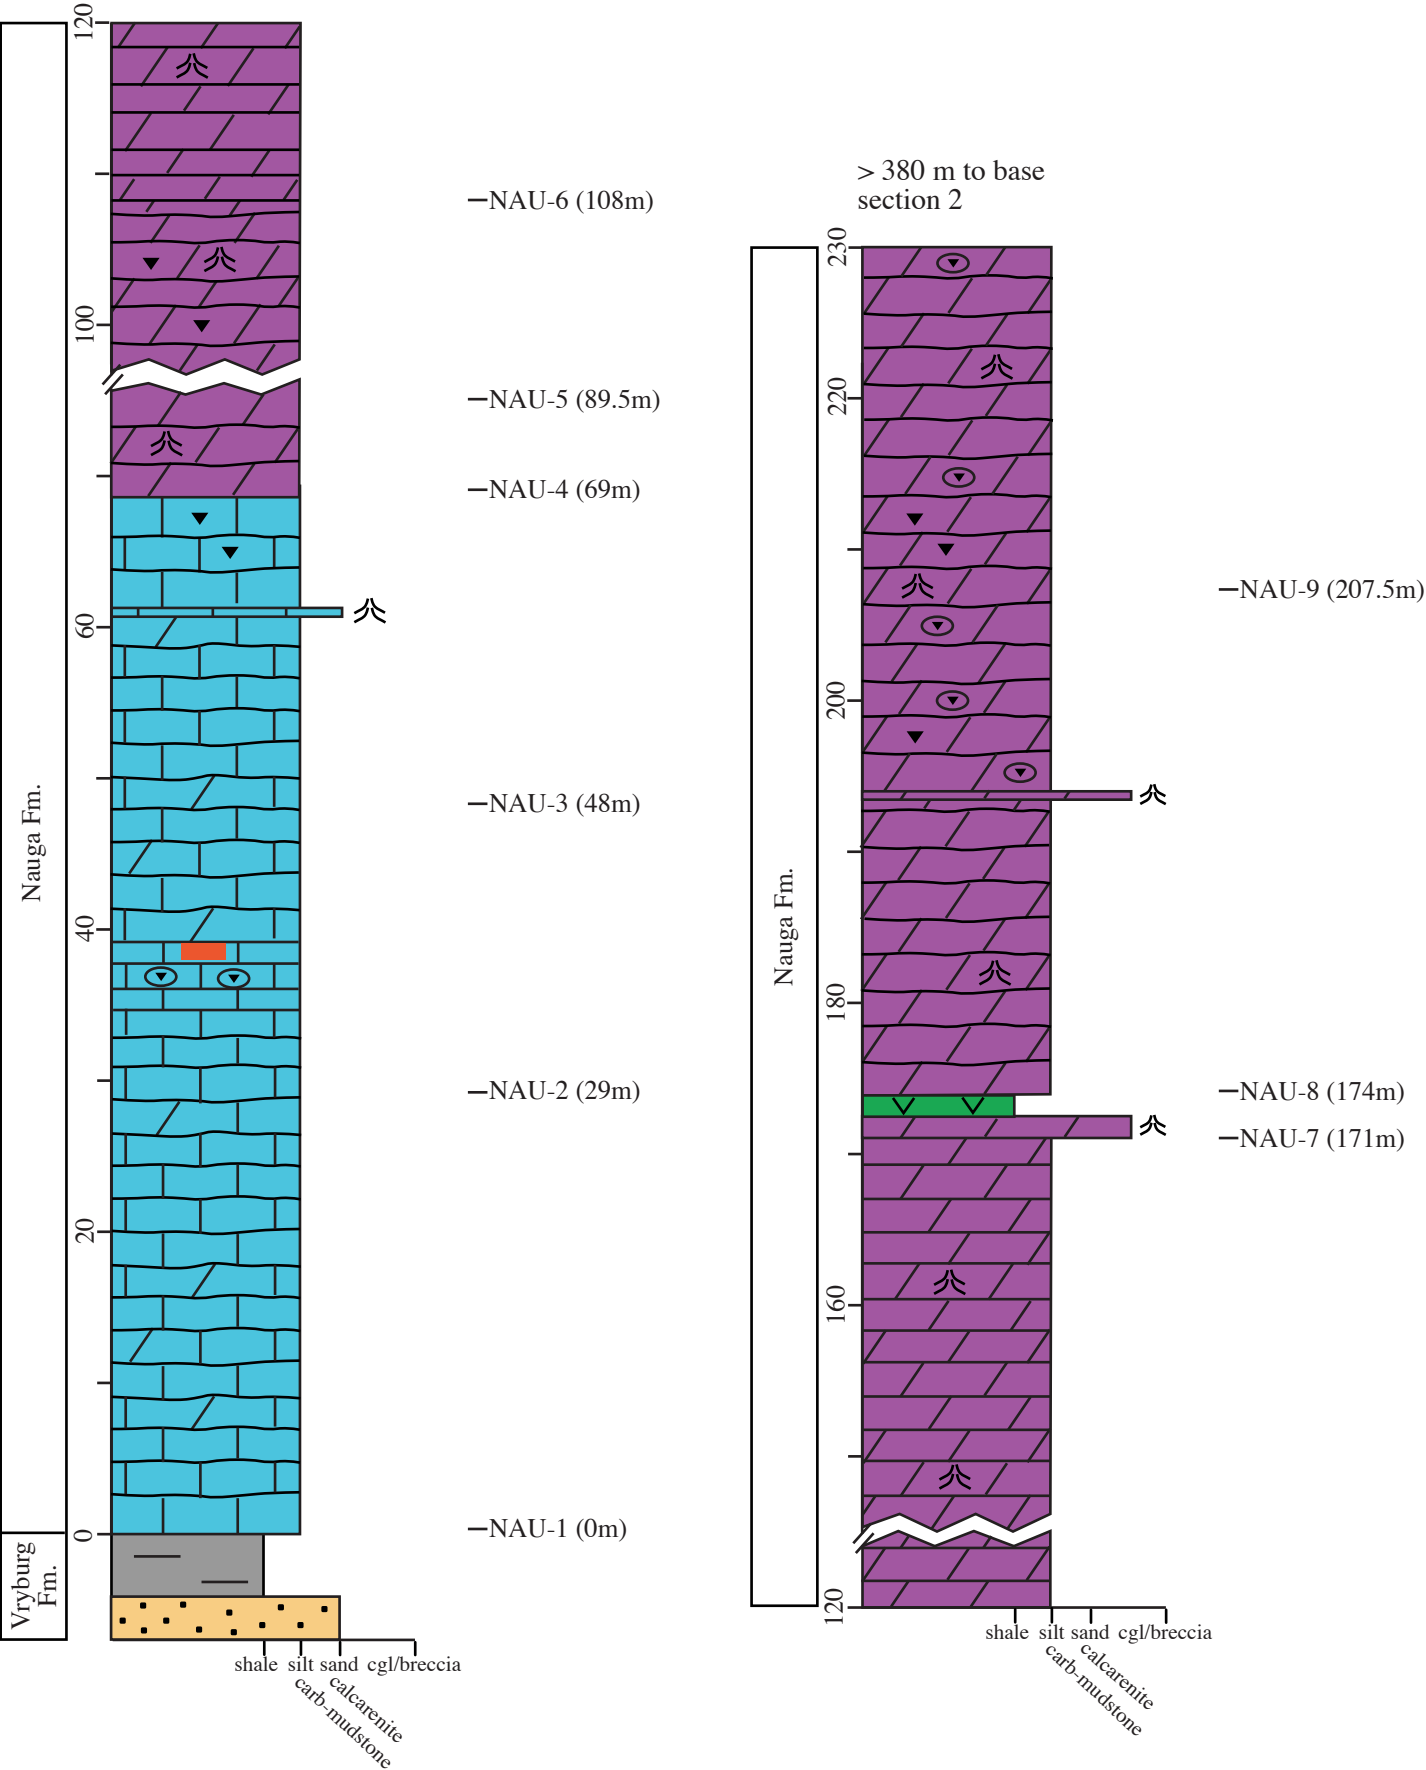 120
100
60
40
20
0
Nauga Fm.
Vryburg
Fm.
NAU-6 (108m)
NAU-5 (89.5m)
NAU-4 (69m)
NAU-3 (48m)
NAU-2 (29m)
NAU-1 (0m)
shale silt sand cgl/breccia
calcarenite
carb-mudstone
> 380 m to base
section 2
230
220
200
180
160
120
Nauga Fm.
NAU-9 (207.5m)
NAU-8 (174m)
NAU-7 (171m)
shale silt sand cgl/breccia
calcarenite
carb-mudstone